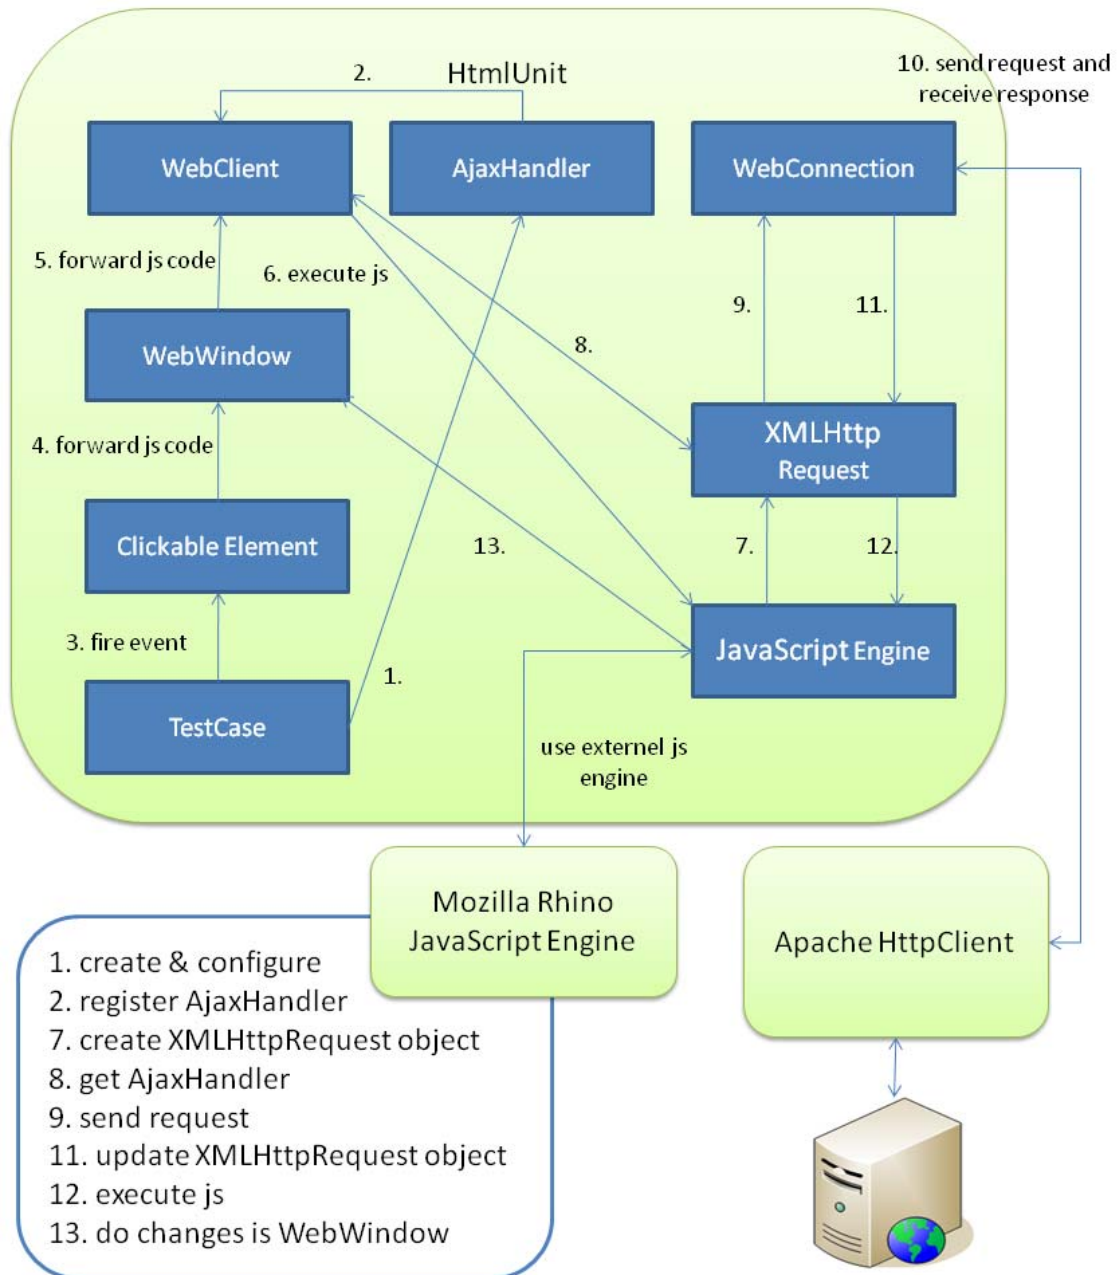 2.
HtmlUnit
10. send request and
receive response
WebClient
AjaxHandler
WebConnection
5. forward js code
6. execute js
9.
11.
WebWindow
8.
4. forward js code
XMLHttp
Request
Clickable Element
13.
7.
12.
3. fire event
JavaScript Engine
1.
TestCase
use externel js
engine
Mozilla Rhino
JavaScript Engine
Apache HttpClient
1. create & configure
2. register AjaxHandler
7. create XMLHttpRequest object
8. get AjaxHandler
9. send request
11. update XMLHttpRequest object
12. execute js
13. do changes is WebWindow